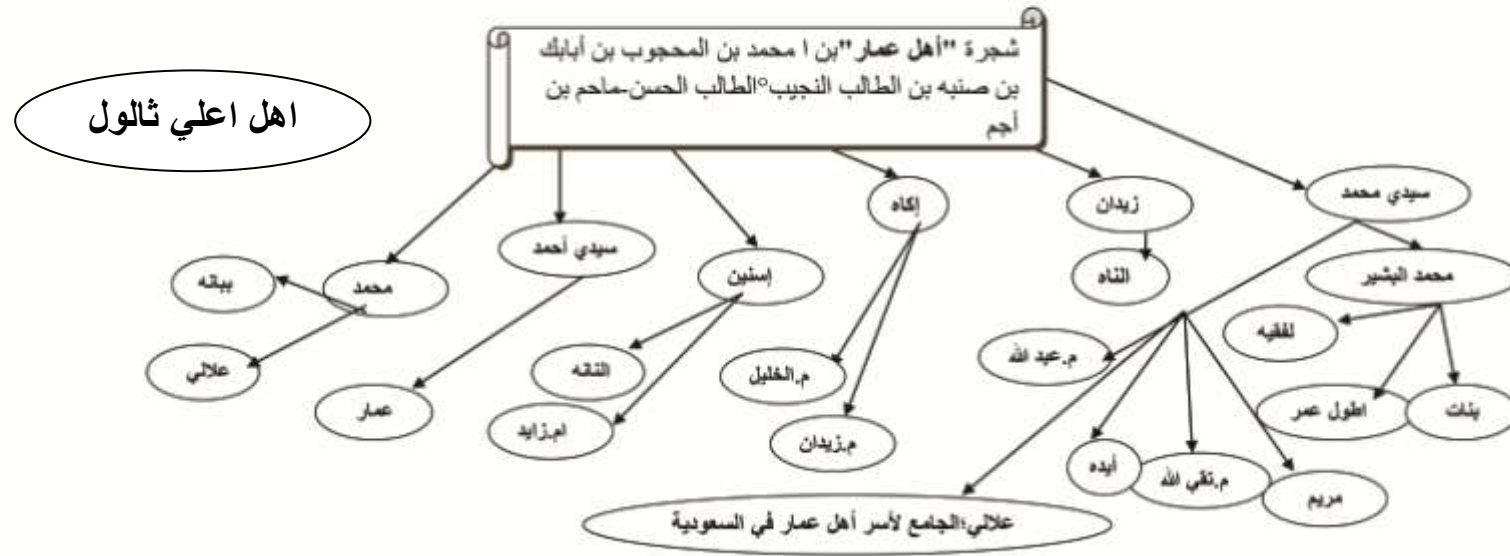 شجرة "أهل عمار" بن ا محمد بن المحجوب بن أبابك
بن صنبه بن الطالب النجيب°الطالب الحسن-ماحم بن
أجم
اهل اعلي ثالول
سيدي محمد
زيدان
إكاه
إسنين
سيدي أحمد
محمد
محمد البشير
الناه
ببانه
لفقيه
م.عبد الله
م.الخليل
النانه
علالي
بنات
اطول عمر
عمار
ام.زايد
م.زيدان
أيده
م.تقي الله
مريم
علالي؛الجامع لأسر أهل عمار في السعودية